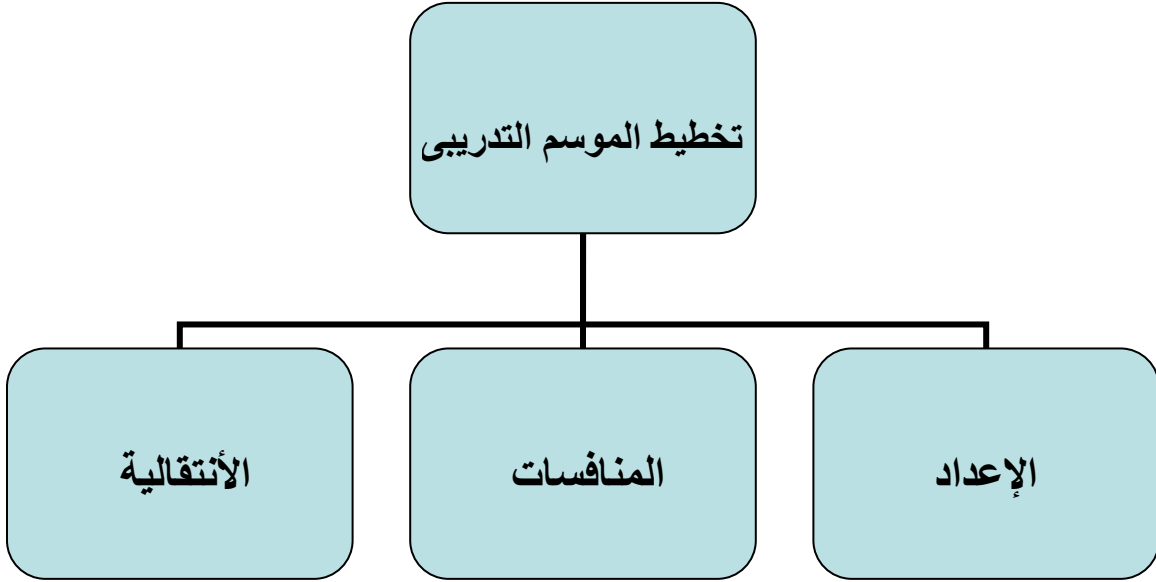 تخطيط الموسم التدريبى
الإعداد
المنافسات
الأنتقالية